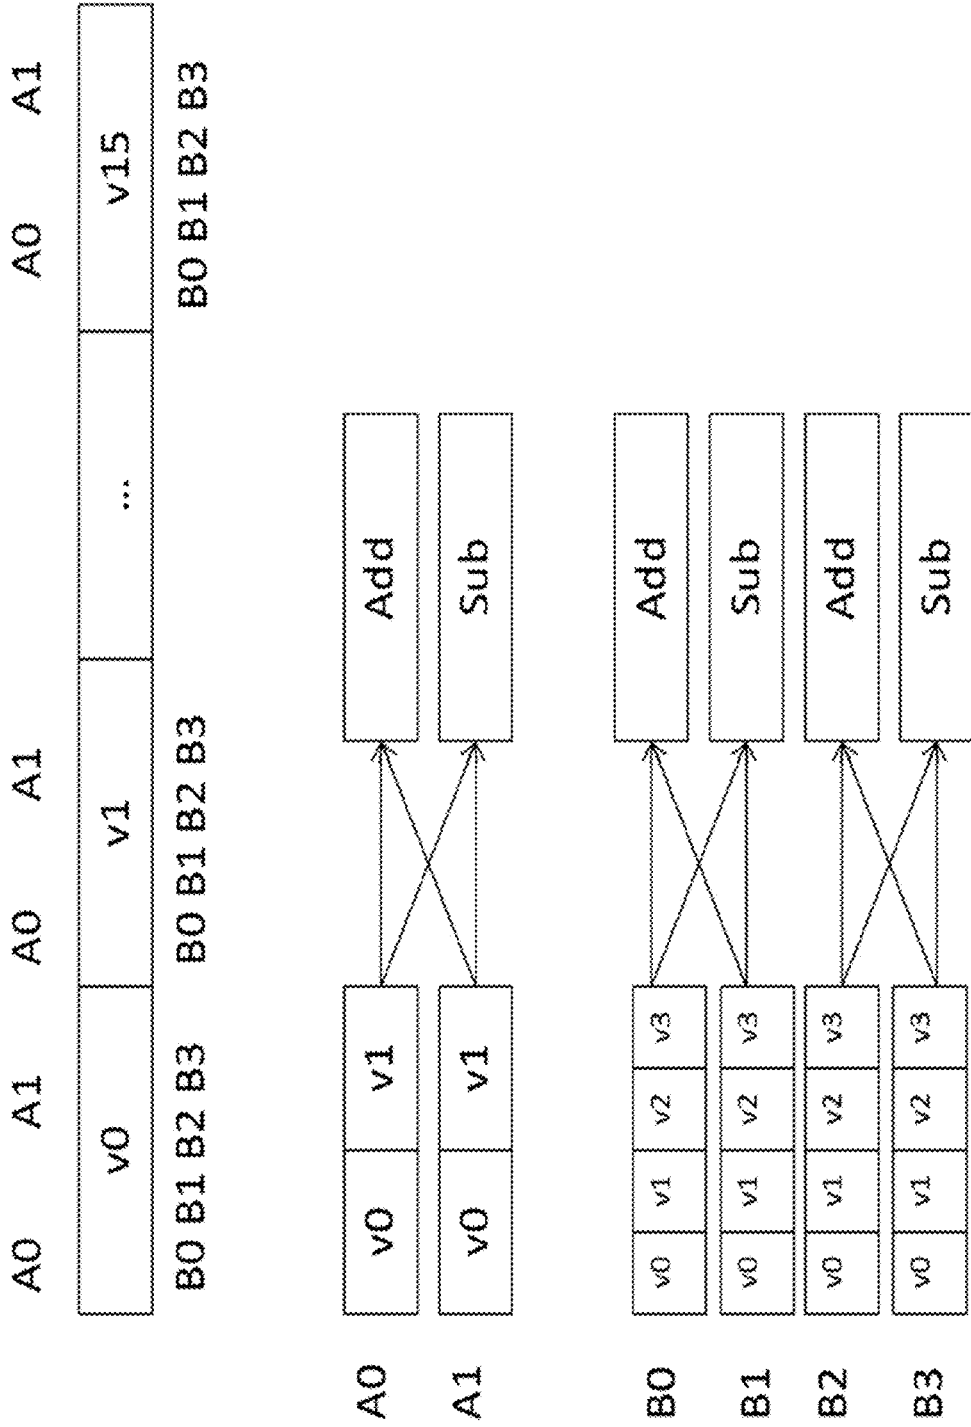 A0 A1 A0 A1 A0 A1
v0 v1 ... v15
B0 B1 B2 B3 B0 B1 B2 B3 B0 B1 B2 B3
A0 v0 v1 Add
A1 v0 v1 Sub
B0 v0 v1 v2 v3 Add
B1 v0 v1 v2 v3 Sub
B2 v0 v1 v2 v3 Add
B3 v0 v1 v2 v3 Sub